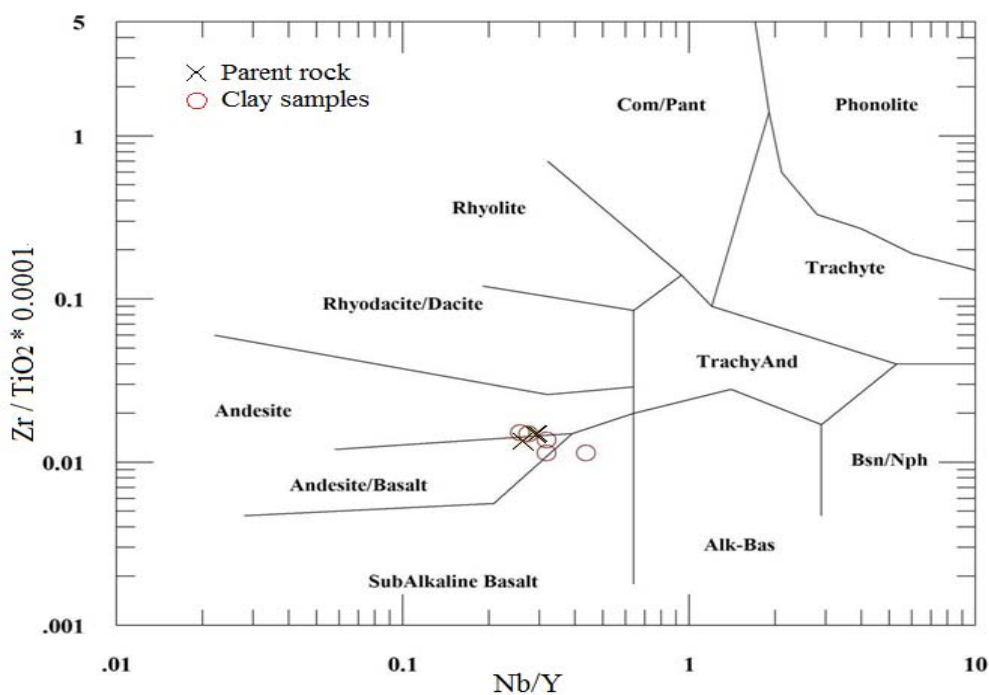 5
Parent rock
Clay samples
Com/Pant
Phonolite
1
Rhyolite
Trachyte
0.1
Rhyodacite/Dacite
TrachyAnd
Andesite
0.01
Bsn/Nph
Andesite/Basalt
Alk-Bas
SubAlkaline Basalt
.001
.01
0.1
1
10
Nb/Y
Zr / TiO2 * 0.0001